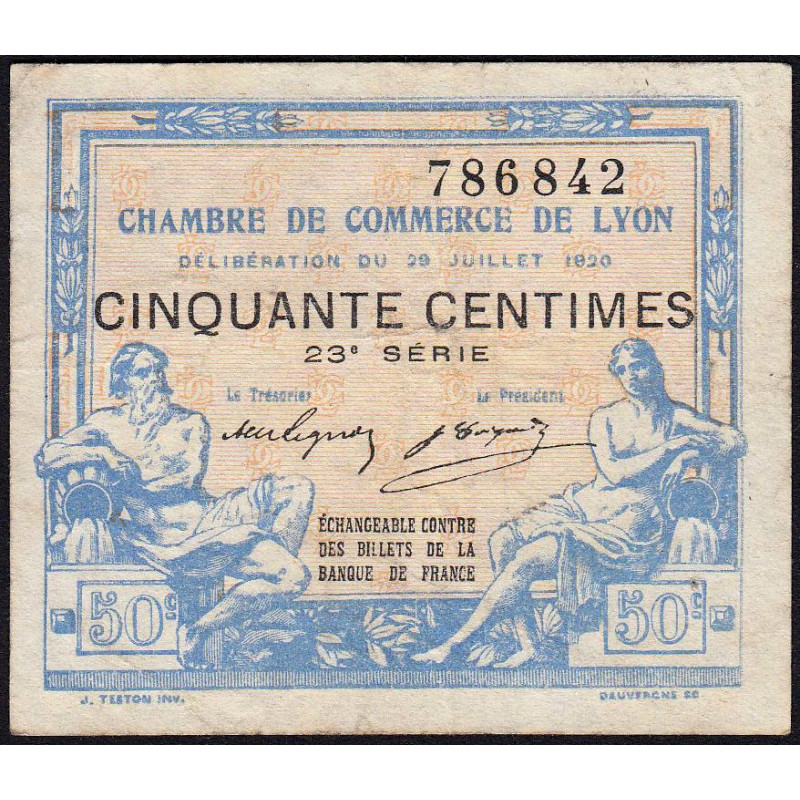 786842
CHAMBRE DE COMMERCE DE LYON
DÉLIBÉRATION DU 29 JUILLET 1920
CINQUANTE CENTIMES
23e SÉRIE
Le Trésorier Le Président
ÉCHANGEABLE CONTRE
DES BILLETS DE LA
BANQUE DE FRANCE
50c 50c
J. TESTON INV. DAUVERGNE SC